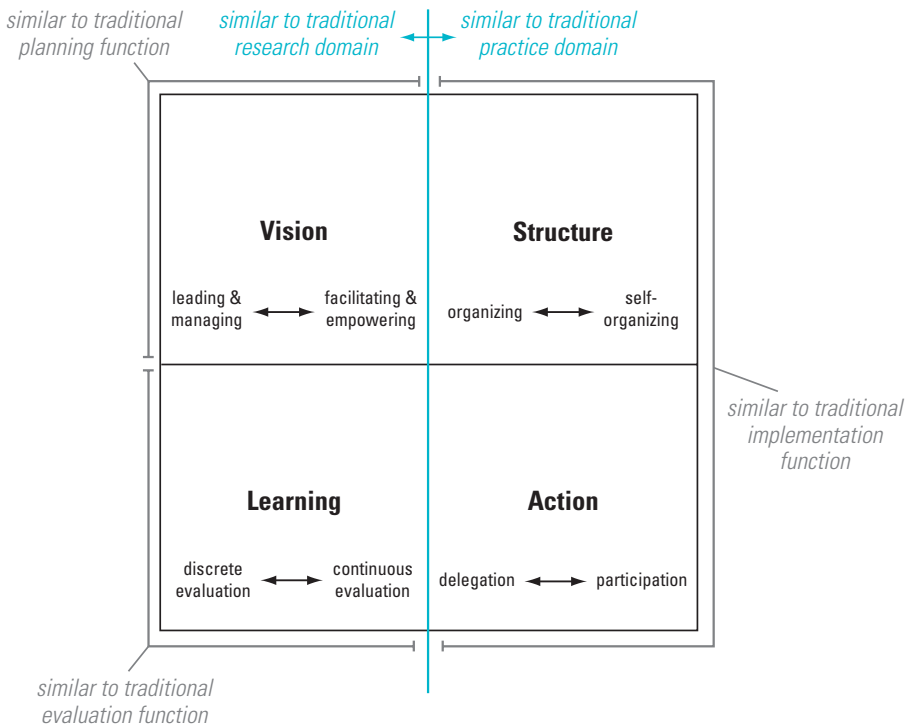 similar to traditional
planning function
similar to traditional
research domain
similar to traditional
practice domain
Vision
leading &
managing
facilitating &
empowering
Structure
organizing
self-
organizing
similar to traditional
implementation
function
Learning
discrete
evaluation
continuous
evaluation
Action
delegation
participation
similar to traditional
evaluation function